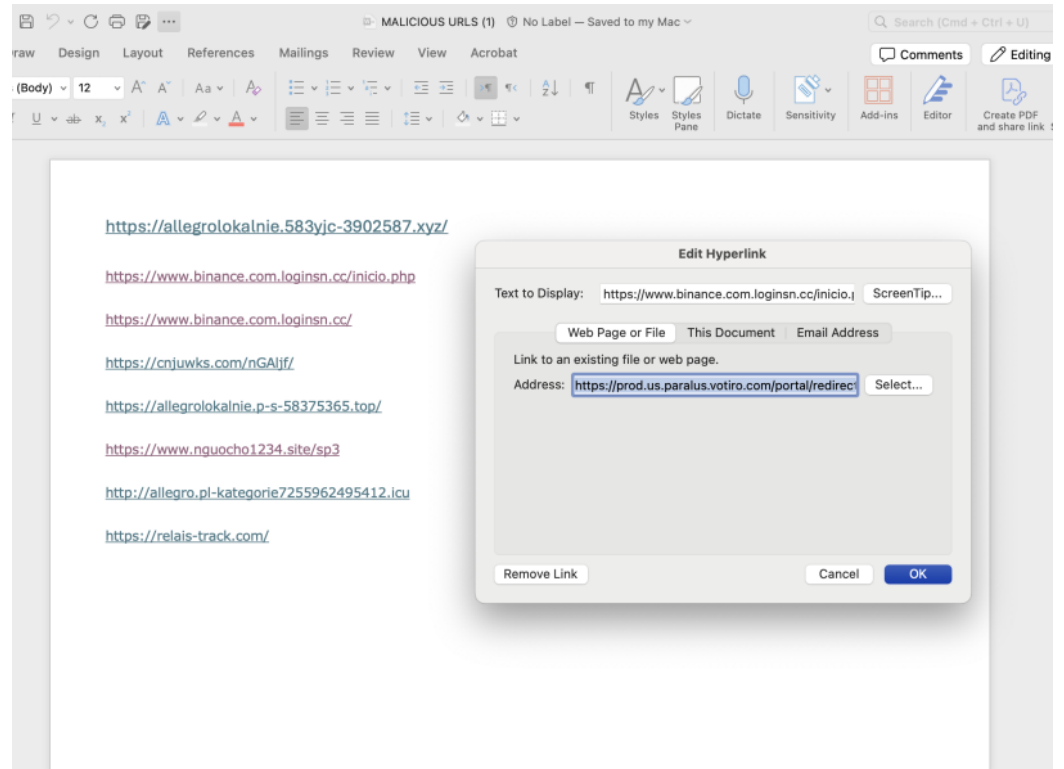 MALICIOUS URLS (1) No Label — Saved to my Mac
Search (Cmd + Ctrl + U)
raw Design Layout References Mailings Review View Acrobat
Comments Editing
(Body) 12 A^ Aˇ Aa
Styles Styles Pane Dictate Sensitivity Add-ins Editor Create PDF and share link
https://allegrolokalnie.583yjc-3902587.xyz/
https://www.binance.com.loginsn.cc/inicio.php
https://www.binance.com.loginsn.cc/
https://cnjuwks.com/nGAljf/
https://allegrolokalnie.p-s-58375365.top/
https://www.nguocho1234.site/sp3
http://allegro.pl-kategorie7255962495412.icu
https://relais-track.com/
Edit Hyperlink
Text to Display: https://www.binance.com.loginsn.cc/inicio.p ScreenTip...
Web Page or File This Document Email Address
Link to an existing file or web page.
Address: https://prod.us.paralus.votiro.com/portal/redirect Select...
Remove Link Cancel OK